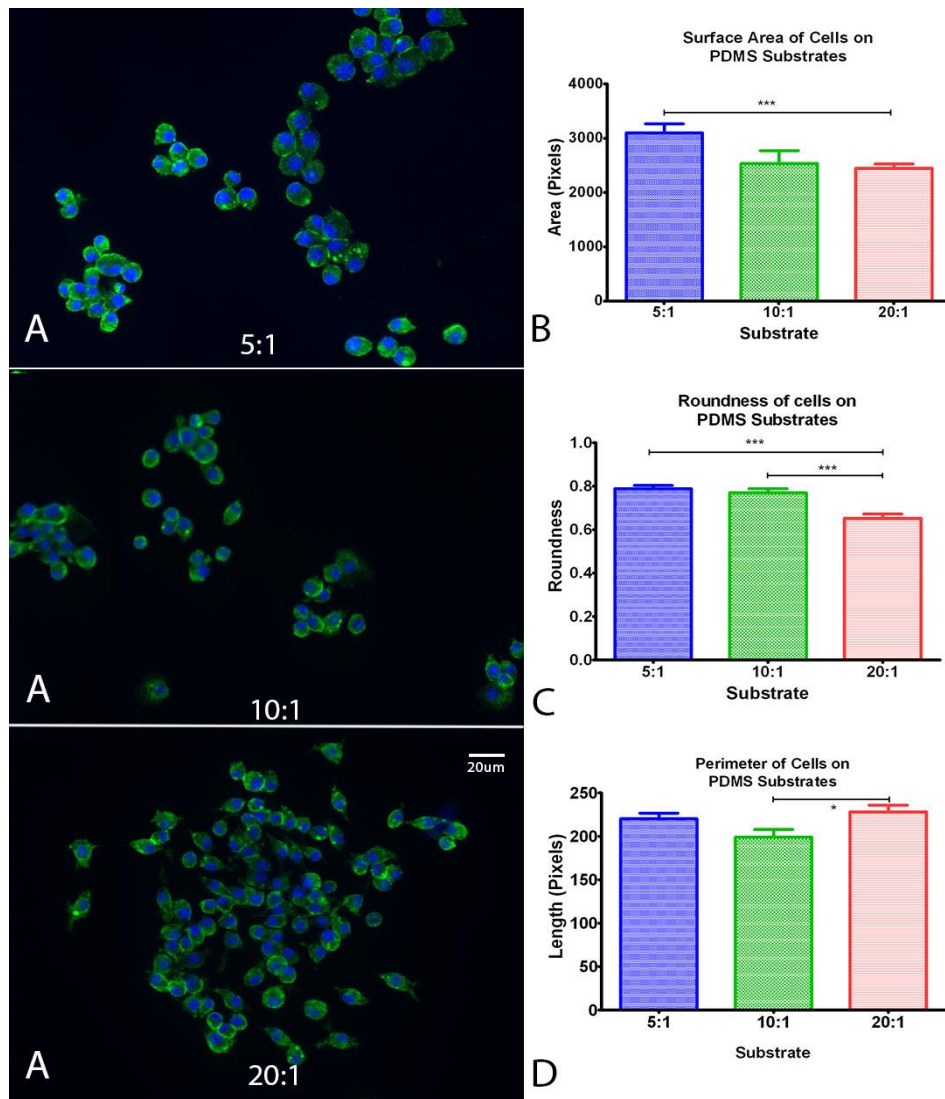 A
5:1
A
10:1
20um
A
20:1
Surface Area of Cells on
PDMS Substrates
4000
3000
2000
1000
0
Area (Pixels)
***
5:1 10:1 20:1
Substrate
B
Roundness of cells on
PDMS Substrates
1.0
0.8
0.6
0.4
0.2
0.0
Roundness
***
***
5:1 10:1 20:1
Substrate
C
Perimeter of Cells on
PDMS Substrates
250
200
150
100
50
0
Length (Pixels)
*
5:1 10:1 20:1
Substrate
D